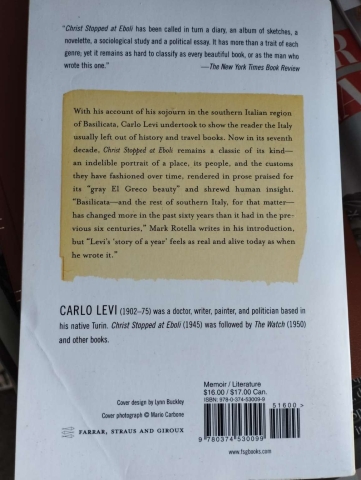 "Christ Stopped at Eboli has been called in turn a diary, an album of sketches, a
novelette, a sociological study and a political essay. It has more than a trait of each
genre; yet it remains as hard to classify as every beautiful book, or as the man who
wrote this one."
—The New York Times Book Review
With his account of his sojourn in the southern Italian region
of Basilicata, Carlo Levi undertook to show the reader the Italy
usually left out of history and travel books. Now in its seventh
decade, Christ Stopped at Eboli remains a classic of its kind—
an indelible portrait of a place, its people, and the customs
they have fashioned over time, rendered in prose praised for
its "gray El Greco beauty" and shrewd human insight.
"Basilicata—and the rest of southern Italy, for that matter—
has changed more in the past sixty years than it had in the pre-
vious six centuries," Mark Rotella writes in his introduction,
but "Levi's 'story of a year' feels as real and alive today as when
he wrote it."
CARLO LEVI (1902–75) was a doctor, writer, painter, and politician based in
his native Turin. Christ Stopped at Eboli (1945) was followed by The Watch (1950)
and other books.
Cover design by Lynn Buckley
Cover photograph © Mario Carbone
FARRAR, STRAUS AND GIROUX
Memoir / Literature
$16.00 / $17.00 Can.
ISBN: 978-0-374-53009-9
51600>
9 780374 530099
www.fsgbooks.com